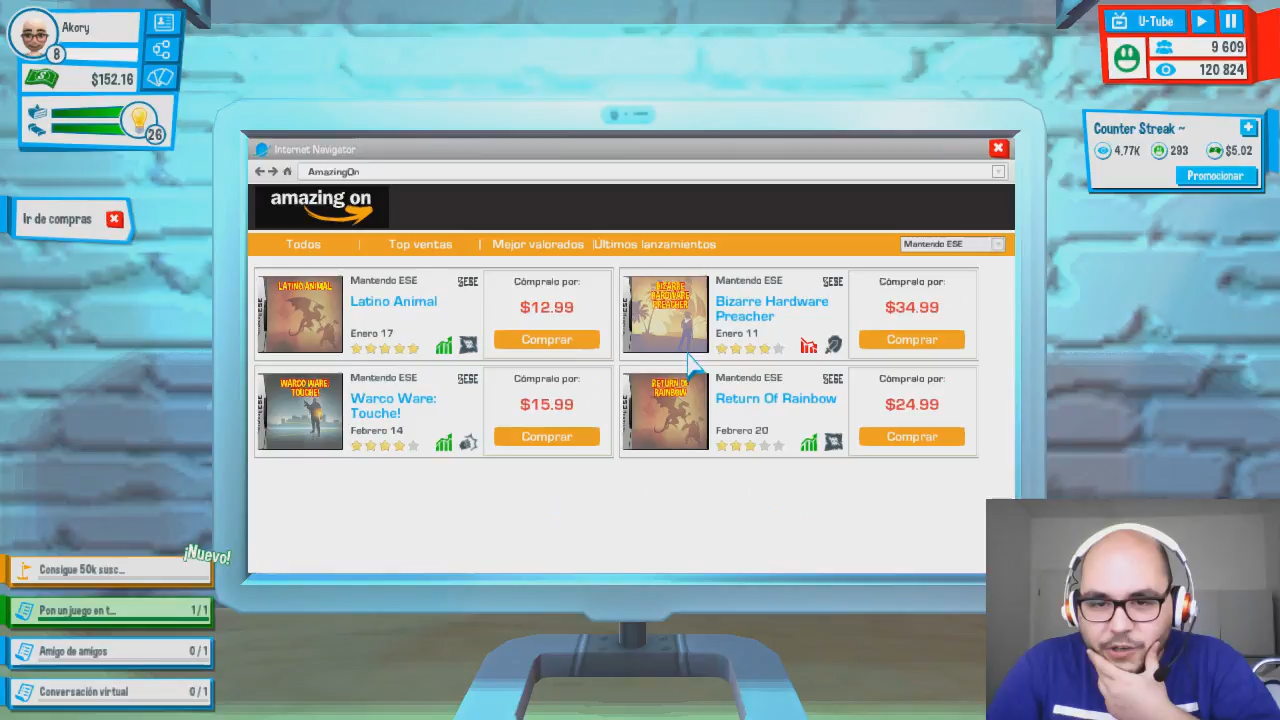 Akory
8
$152.16
26
U-Tube
9 609
120 824
Counter Streak ~
4.77K
293
$5.02
Promocionar
Ir de compras
Internet Navigator
AmazingOn
amazing on
Todos | Top ventas | Mejor valorados | Ultimos lanzamientos
Mantendo ESE
LATINO ANIMAL
Mantendo ESE
Latino Animal
Enero 17
Cómpralo por:
$12.99
Comprar
BIZARRE HARDWARE PREACHER
Mantendo ESE
Bizarre Hardware
Preacher
Enero 11
Cómpralo por:
$34.99
Comprar
WARCO WARE: TOUCHE!
Mantendo ESE
Warco Ware:
Touche!
Febrero 14
Cómpralo por:
$15.99
Comprar
RETURN OF RAINBOW
Mantendo ESE
Return Of Rainbow
Febrero 20
Cómpralo por:
$24.99
Comprar
¡Nuevo!
Consigue 50k susc...
Pon un juego en t... 1/1
Amigo de amigos 0/1
Conversación virtual 0/1